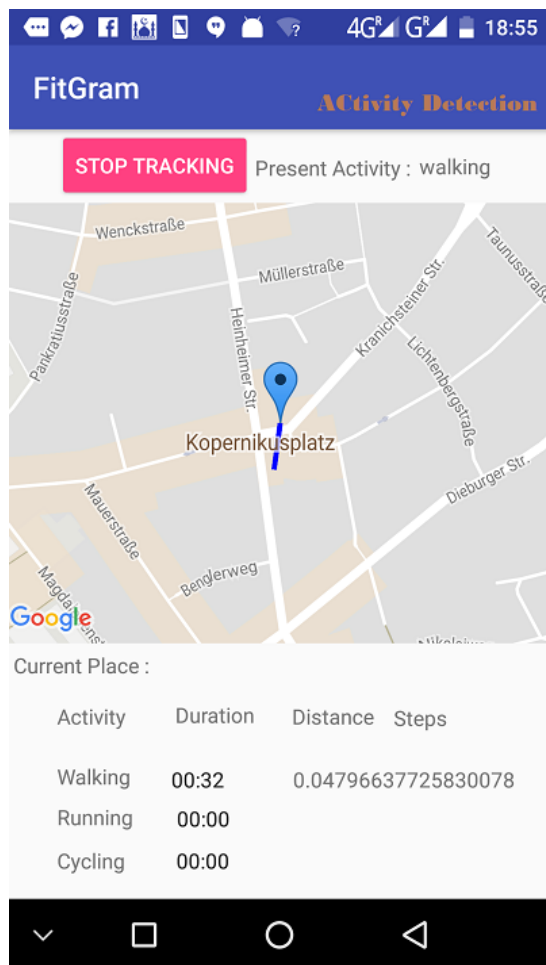 4G R G R 18:55
FitGram
ACtivity Detection
STOP TRACKING Present Activity : walking
Wenckstraße
Taunusstraße
Müllerstraße
Pankratiusstraße
Heinheimer Str.
Kranichsteiner Str.
Lichtenbergstraße
Kopernikusplatz
Dieburger Str.
Mauerstraße
Bengerweg
Google
Current Place :
Activity Duration Distance Steps
Walking 00:32 0.04796637725830078
Running 00:00
Cycling 00:00